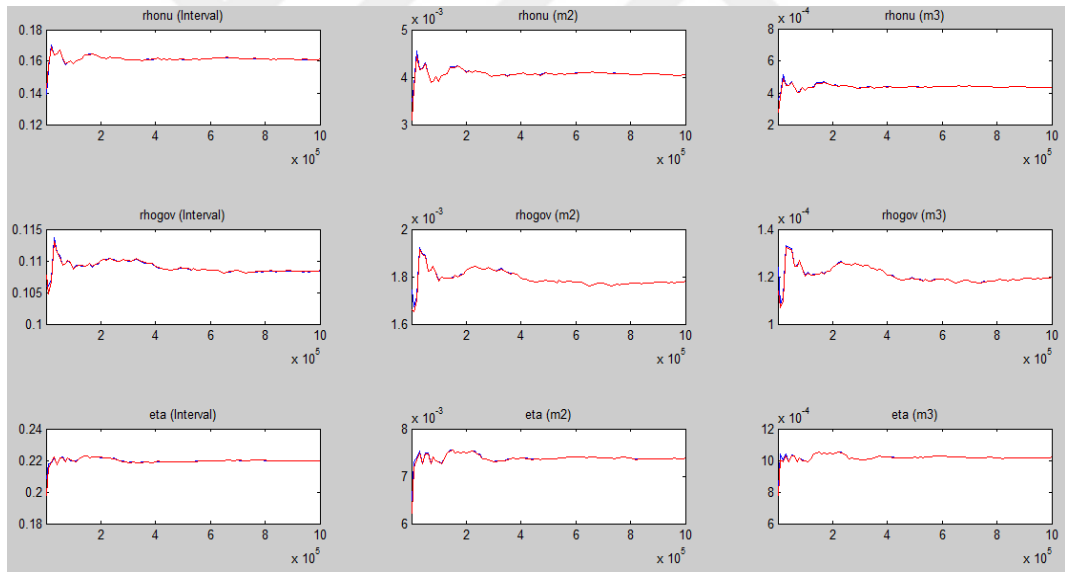 rhonu (Interval)
0.18
0.16
0.14
0.12
2 4 6 8 10
x 10^5
rhonu (m2)
x 10^-3
5
4
3
2 4 6 8 10
x 10^5
rhonu (m3)
x 10^-4
8
6
4
2
2 4 6 8 10
x 10^5
rhogov (Interval)
0.115
0.11
0.105
0.1
2 4 6 8 10
x 10^5
rhogov (m2)
x 10^-3
2
1.8
1.6
2 4 6 8 10
x 10^5
rhogov (m3)
x 10^-4
1.4
1.2
1
2 4 6 8 10
x 10^5
eta (Interval)
0.24
0.22
0.2
0.18
2 4 6 8 10
x 10^5
eta (m2)
x 10^-3
8
7
6
2 4 6 8 10
x 10^5
eta (m3)
x 10^-4
12
10
8
6
2 4 6 8 10
x 10^5